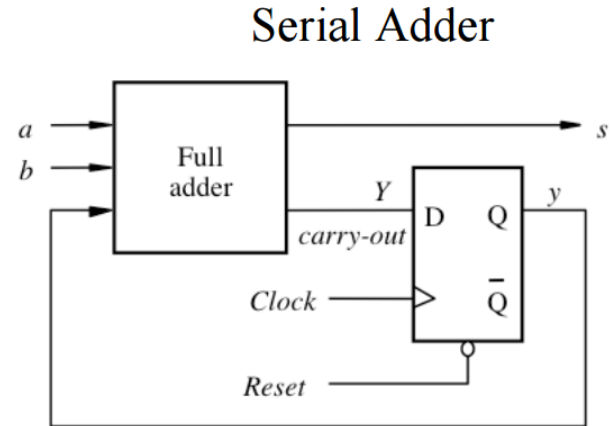 Serial Adder
a
b
Full
adder
s
Y
carry-out
D
Q
y
Clock
Q̄
Reset